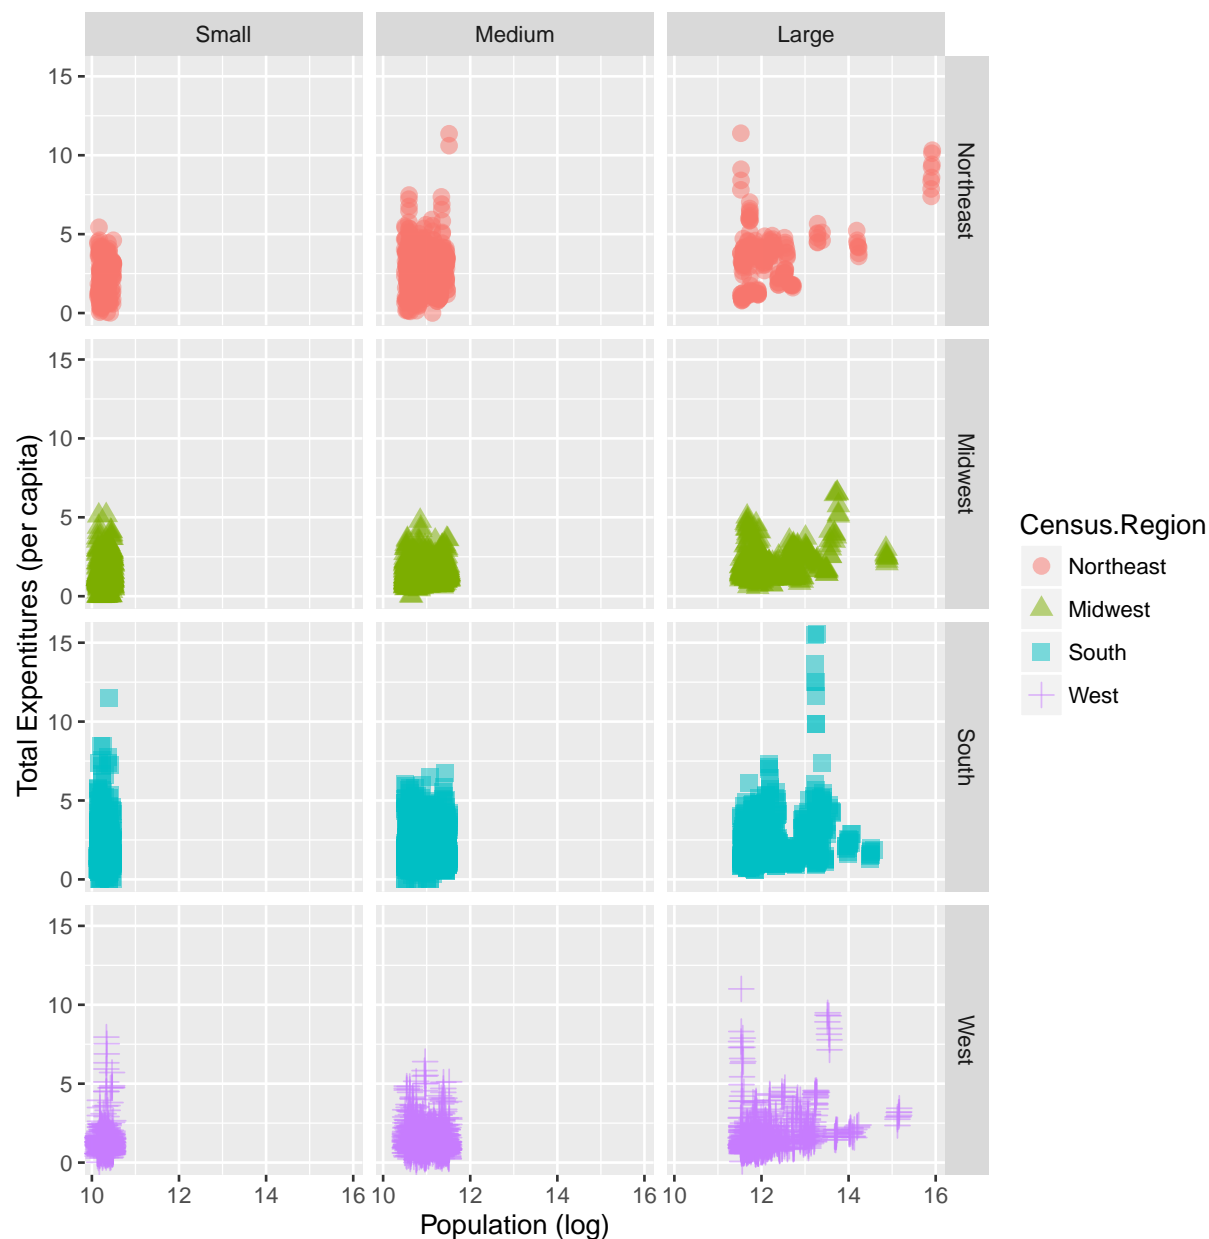 Small Medium Large
15
10
5
0
Northeast
15
10
5
0
Midwest
15
10
5
0
South
15
10
5
0
West
10 12 14 16 10 12 14 16 10 12 14 16
Population (log)
Total Expentitures (per capita)
Census.Region
Northeast
Midwest
South
West